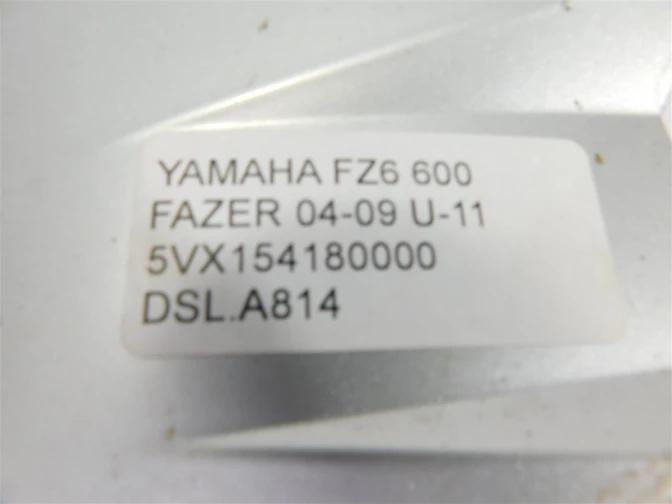 YAMAHA FZ6 600
FAZER 04-09 U-11
5VX154180000
DSL.A814